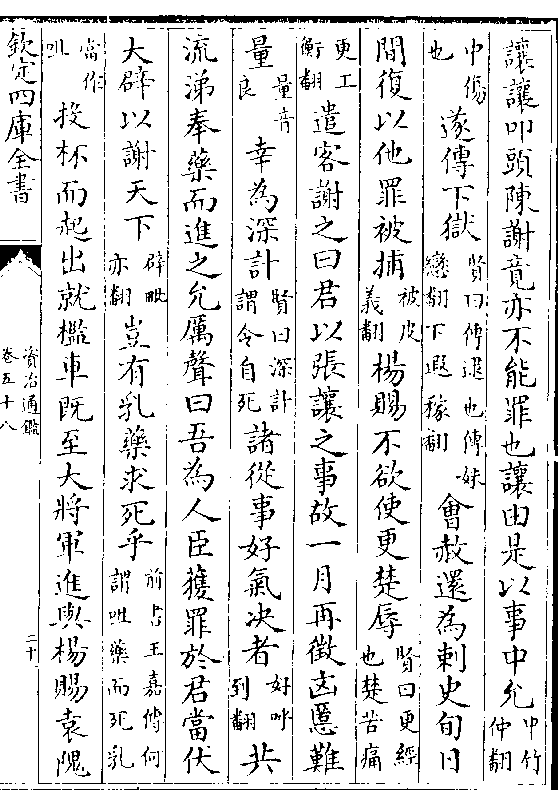 讓讓叩頭陳謝竟亦不能罪也讓由是以事中允中竹仲翻
中傷也遂傳下獄賢曰傳逮也傳株戀翻下遐稼翻會赦還為刺史旬日
間復以他罪被捕被皮義翻楊賜不欲使更楚辱賢曰更經也楚苦痛
更工衡翻遣客謝之曰君以張讓之事故一月再徵凶慝難
量量音良幸為深計賢曰深計謂令自死諸從事好氣决者好呼到翻共
流涕奉藥而進之允厲聲曰吾為人臣獲罪於君當伏
大辟以謝天下辟毗亦翻豈有乳藥求死乎前書王嘉傳何謂咀藥而死乳
當作咀投杯而起出就檻車既至大將軍進與楊賜袁隗
欽定四庫全書
資治通鑑
卷五十八
二十